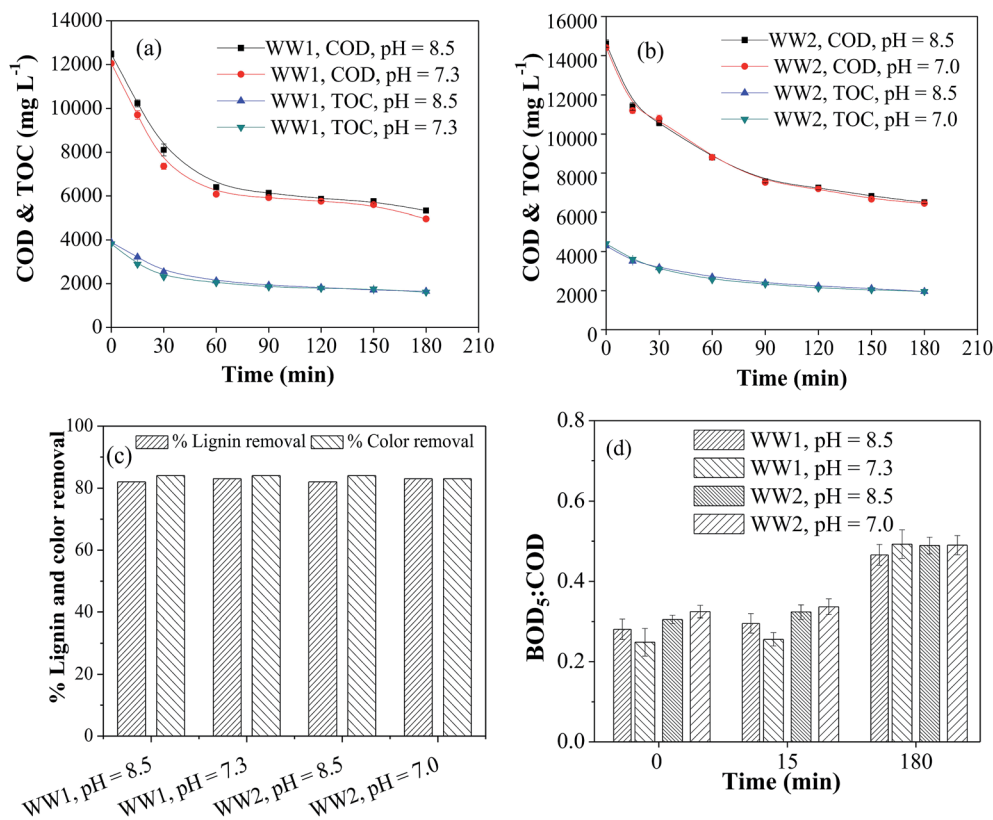 (a)
WW1, COD, pH = 8.5
WW1, COD, pH = 7.3
WW1, TOC, pH = 8.5
WW1, TOC, pH = 7.3
COD & TOC (mg L⁻¹)
14000
12000
10000
8000
6000
4000
2000
0
0 30 60 90 120 150 180 210
Time (min)
(b)
WW2, COD, pH = 8.5
WW2, COD, pH = 7.0
WW2, TOC, pH = 8.5
WW2, TOC, pH = 7.0
COD & TOC (mg L⁻¹)
16000
14000
12000
10000
8000
6000
4000
2000
0
0 30 60 90 120 150 180 210
Time (min)
(c)
% Lignin removal % Color removal
% Lignin and color removal
100
80
60
40
20
0
WW1, pH = 8.5
WW1, pH = 7.3
WW2, pH = 8.5
WW2, pH = 7.0
(d)
WW1, pH = 8.5
WW1, pH = 7.3
WW2, pH = 8.5
WW2, pH = 7.0
BOD₅:COD
0.8
0.6
0.4
0.2
0.0
0 15 180
Time (min)